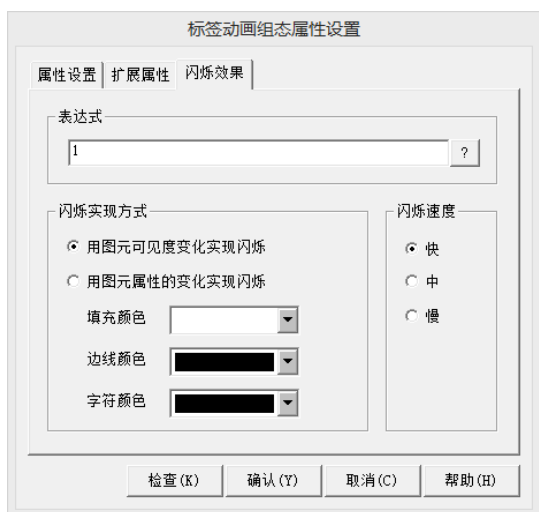 标签动画组态属性设置
属性设置 扩展属性 闪烁效果
表达式
1 ?
闪烁实现方式 闪烁速度
用图元可见度变化实现闪烁 快
用图元属性的变化实现闪烁 中
填充颜色 慢
边线颜色
字符颜色
检查(K) 确认(Y) 取消(C) 帮助(H)